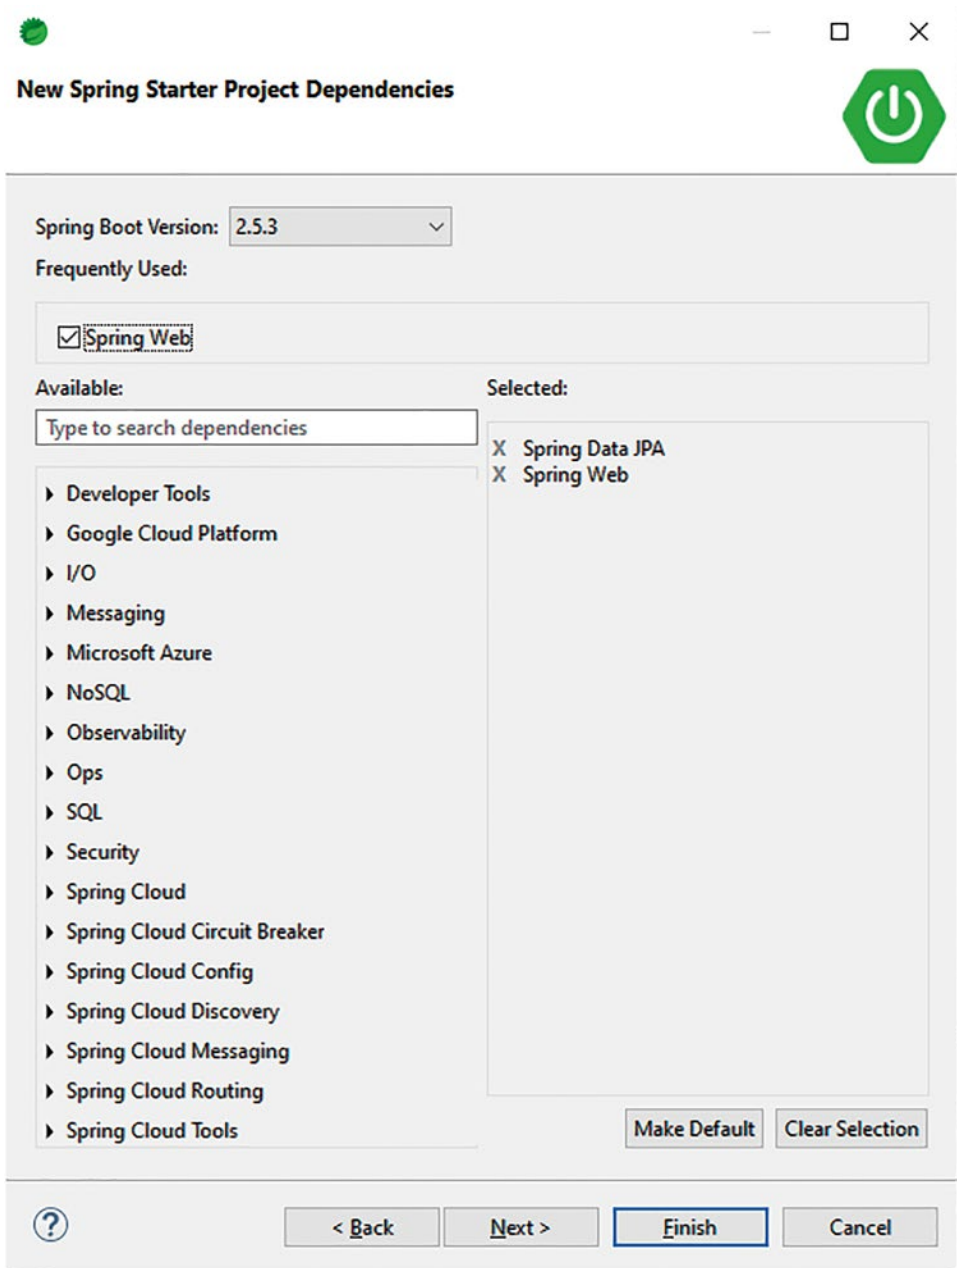 New Spring Starter Project Dependencies
Spring Boot Version: 2.5.3
Frequently Used:
Spring Web
Available:
Type to search dependencies
Developer Tools
Google Cloud Platform
I/O
Messaging
Microsoft Azure
NoSQL
Observability
Ops
SQL
Security
Spring Cloud
Spring Cloud Circuit Breaker
Spring Cloud Config
Spring Cloud Discovery
Spring Cloud Messaging
Spring Cloud Routing
Spring Cloud Tools
Selected:
X Spring Data JPA
X Spring Web
Make Default Clear Selection
? < Back Next > Finish Cancel